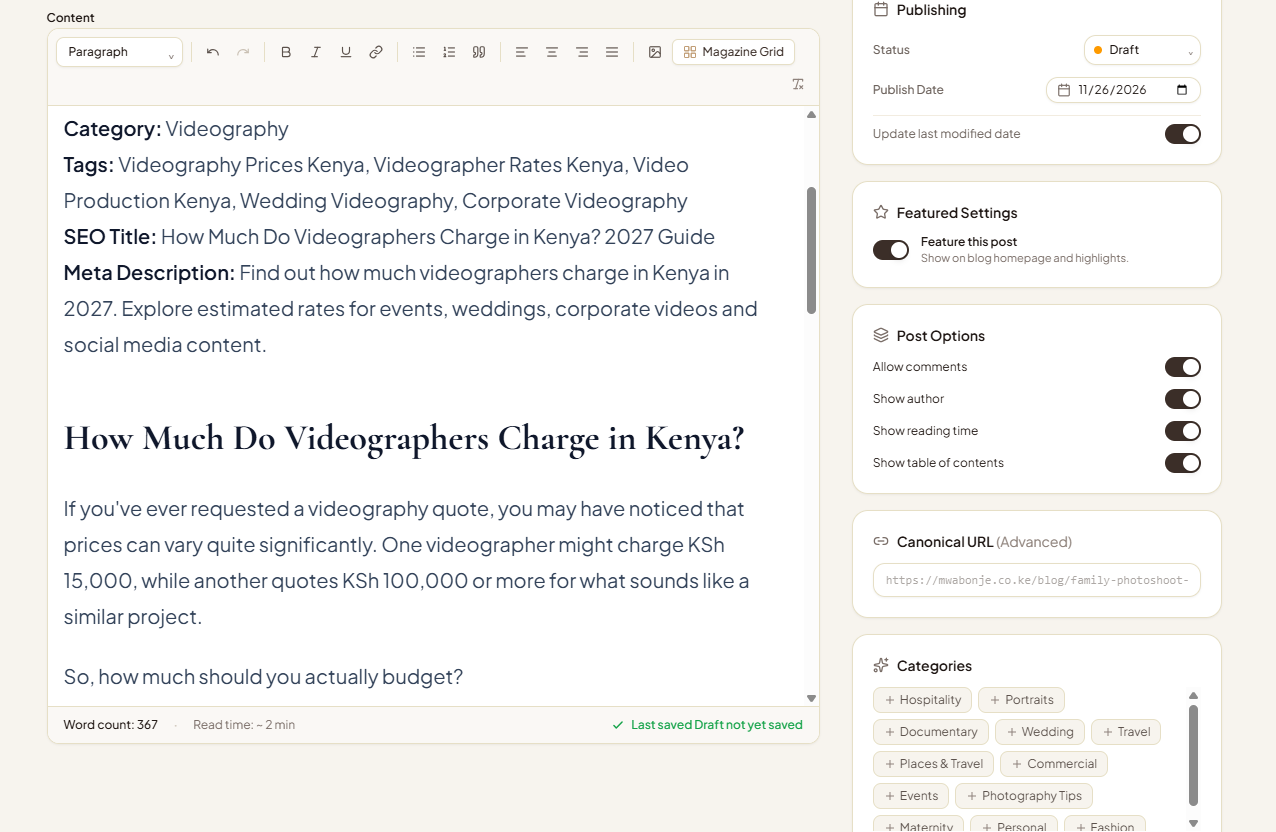 Content
Paragraph
B I U
Magazine Grid
Category: Videography
Tags: Videography Prices Kenya, Videographer Rates Kenya, Video
Production Kenya, Wedding Videography, Corporate Videography
SEO Title: How Much Do Videographers Charge in Kenya? 2027 Guide
Meta Description: Find out how much videographers charge in Kenya in
2027. Explore estimated rates for events, weddings, corporate videos and
social media content.
How Much Do Videographers Charge in Kenya?
If you've ever requested a videography quote, you may have noticed that
prices can vary quite significantly. One videographer might charge KSh
15,000, while another quotes KSh 100,000 or more for what sounds like a
similar project.
So, how much should you actually budget?
Word count: 367 · Read time: ~ 2 min
Last saved Draft not yet saved
Publishing
Status
Draft
Publish Date
11/26/2026
Update last modified date
Featured Settings
Feature this post
Show on blog homepage and highlights.
Post Options
Allow comments
Show author
Show reading time
Show table of contents
Canonical URL (Advanced)
https://mwabonje.co.ke/blog/family-photoshoot-
Categories
+ Hospitality + Portraits
+ Documentary + Wedding + Travel
+ Places & Travel + Commercial
+ Events + Photography Tips
+ Maternity + Personal + Fashion